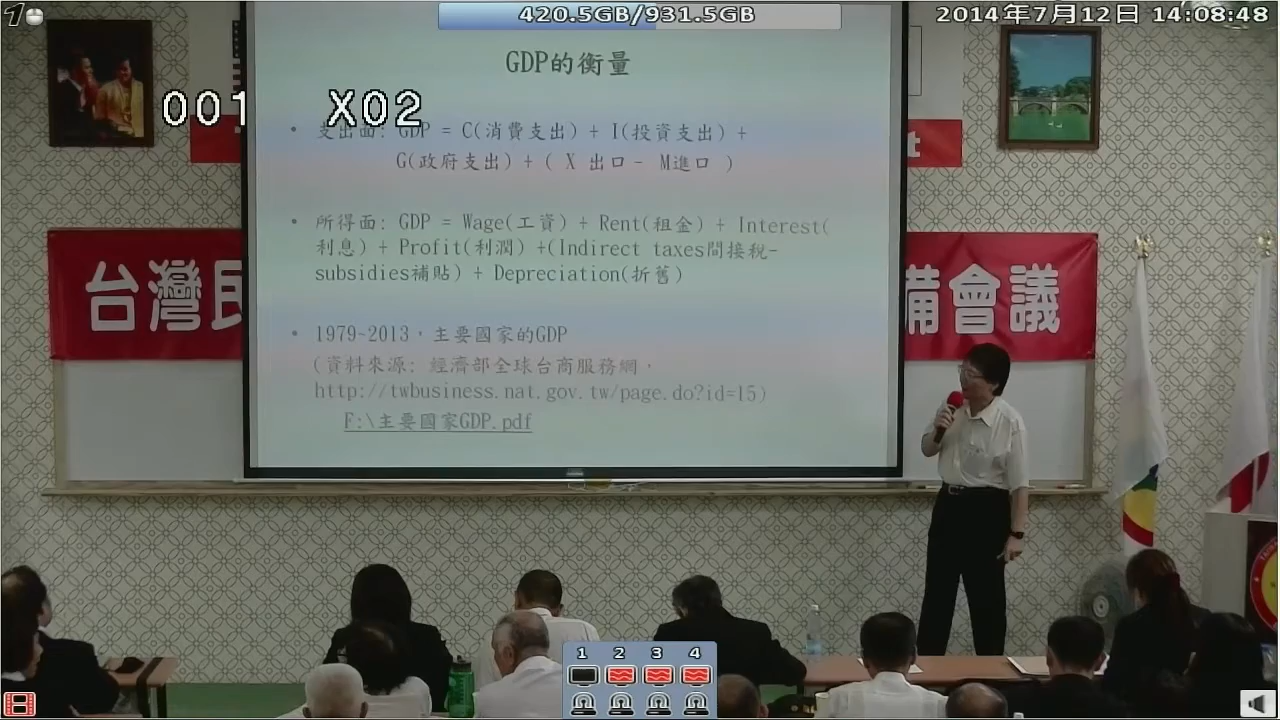 420.5GB/931.5GB
2014年7月12日 14:08:48
GDP的衡量
001 X02
支出面: GDP = C(消費支出) + I(投資支出) +
G(政府支出) + ( X 出口 - M進口 )
所得面: GDP = Wage(工資) + Rent(租金) + Interest(
利息) + Profit(利潤) +(Indirect taxes間接稅-
subsidies補貼) + Depreciation(折舊)
台灣民
備會議
1979~2013，主要國家的GDP
(資料來源: 經濟部全球台商服務網，
http://twbusiness.nat.gov.tw/page.do?id=15)
F:\主要國家GDP.pdf
1 2 3 4